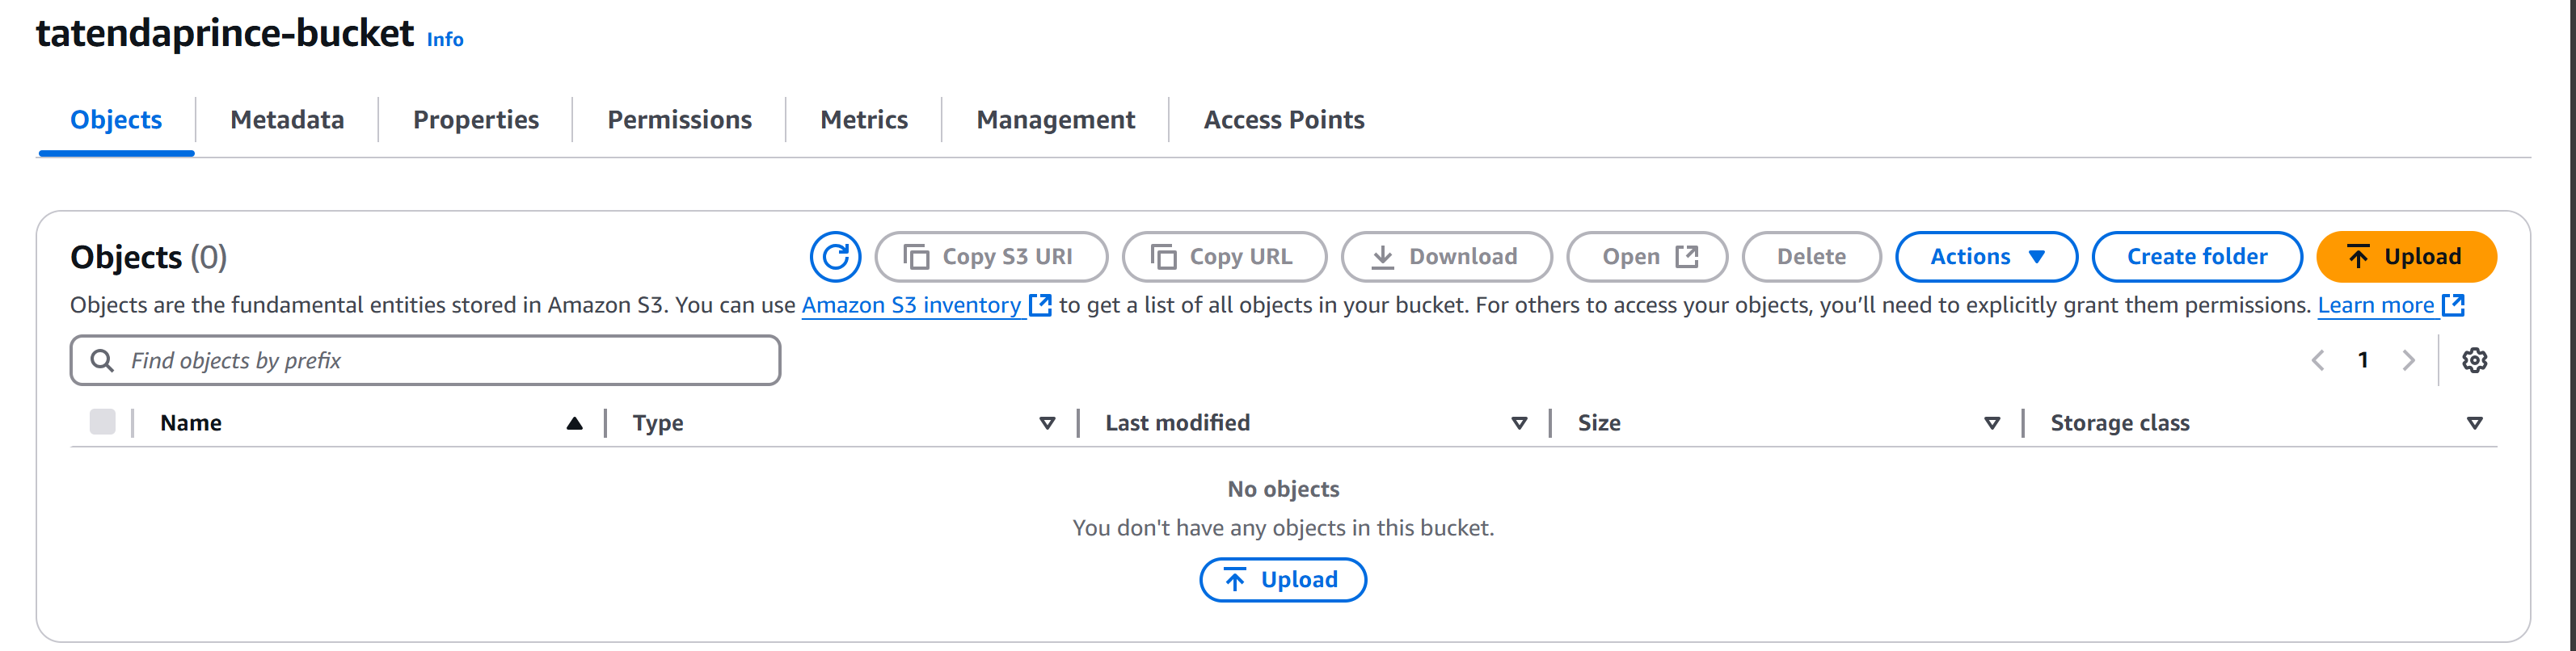 tatendaprince-bucket Info
Objects Metadata Properties Permissions Metrics Management Access Points
Objects (0) Copy S3 URI Copy URL Download Open Delete Actions Create folder Upload
Objects are the fundamental entities stored in Amazon S3. You can use Amazon S3 inventory to get a list of all objects in your bucket. For others to access your objects, you’ll need to explicitly grant them permissions. Learn more
Find objects by prefix 1
Name Type Last modified Size Storage class
No objects
You don't have any objects in this bucket.
Upload